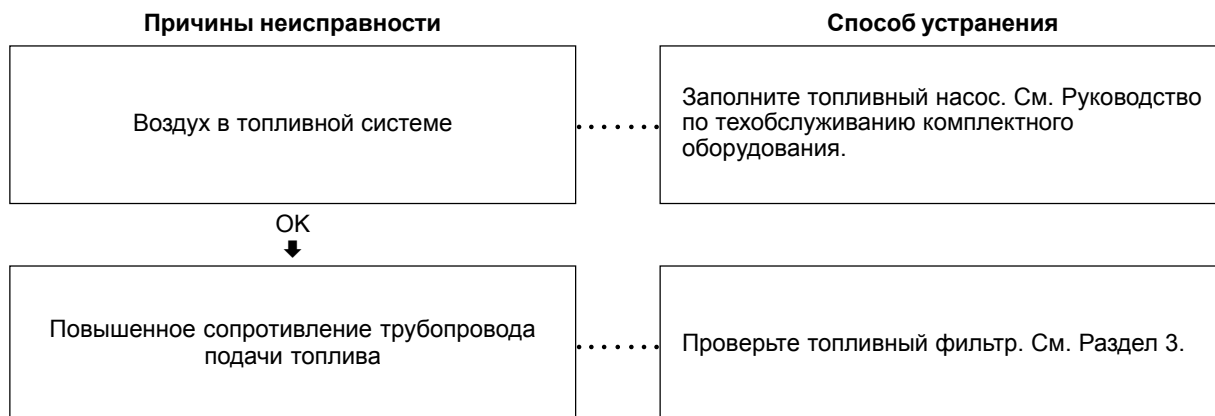 Причины неисправности
Способ устранения
Воздух в топливной системе
Заполните топливный насос. См. Руководство
по техобслуживанию комплектного
оборудования.
OK
Повышенное сопротивление трубопровода
подачи топлива
Проверьте топливный фильтр. См. Раздел 3.